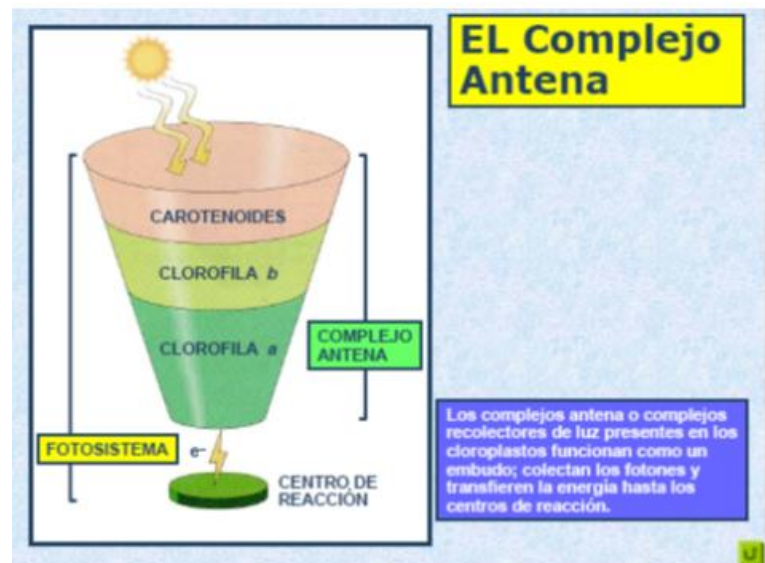 EL Complejo
Antena
CAROTENOIDES
CLOROFILA b
CLOROFILA a
COMPLEJO
ANTENA
FOTOSISTEMA
e-
CENTRO DE
REACCIÓN
Los complejos antena o complejos
recolectores de luz presentes en los
cloroplastos funcionan como un
embudo; colectan los fotones y
transfieren la energía hasta los
centros de reacción.